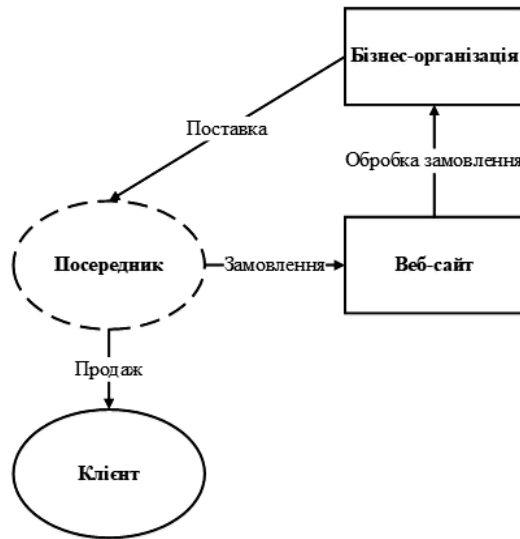 Бізнес-організація
Поставка
Обробка замовлення
Посередник
Замовлення
Веб-сайт
Продаж
Клієнт